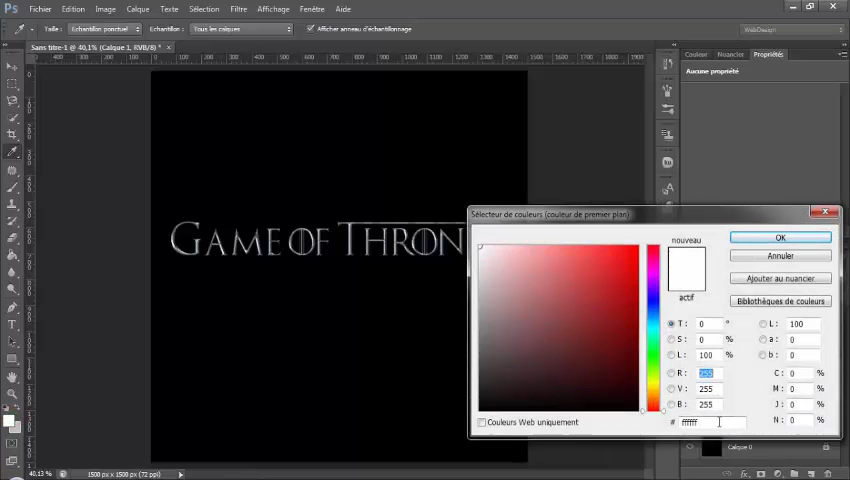 Ps Fichier Edition Image Calque Texte Sélection Filtre Affichage Fenêtre Aide
Taille : Echantillon ponctuel Echantillon : Tous les calques Afficher anneau d'échantillonnage WebDesign
Sans titre-1 @ 40,1% (Calque 1, RVB/8) * × Couleur Nuancier Propriétés
Aucune propriété
GAME OF THRON
Sélecteur de couleurs (couleur de premier plan)
nouveau
actif
OK
Annuler
Ajouter au nuancier
Bibliothèques de couleurs
T : 0 ° L : 100
S : 0 % a : 0
L : 100 % b : 0
R : 255 C : 0 %
V : 255 M : 0 %
B : 255 J : 0 %
# ffffff N : 0 %
Couleurs Web uniquement
Calque 0
40,13 % 1500 px x 1500 px (72 ppi)